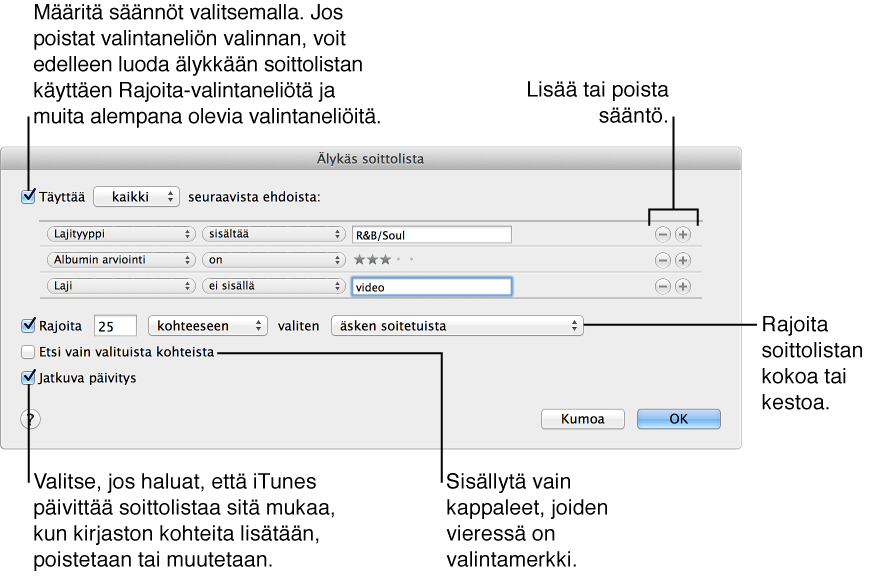 Määritä säännöt valitsemalla. Jos
poistat valintaneliön valinnan, voit
edelleen luoda älykkään soittolistan
käyttäen Rajoita-valintaneliötä ja
muita alempana olevia valintaneliöitä.
Lisää tai poista
sääntö.
Älykäs soittolista
Täyttää kaikki seuraavista ehdoista:
Lajityyppi sisältää R&B/Soul
Albumin arviointi on
Laji ei sisällä video
Rajoita 25 kohteeseen valiten äsken soitetuista
Etsi vain valituista kohteista
Jatkuva päivitys
? Kumoa OK
Rajoita
soittolistan
kokoa tai
kestoa.
Valitse, jos haluat, että iTunes
päivittää soittolistaa sitä mukaa,
kun kirjaston kohteita lisätään,
poistetaan tai muutetaan.
Sisällytä vain
kappaleet, joiden
vieressä on
valintamerkki.